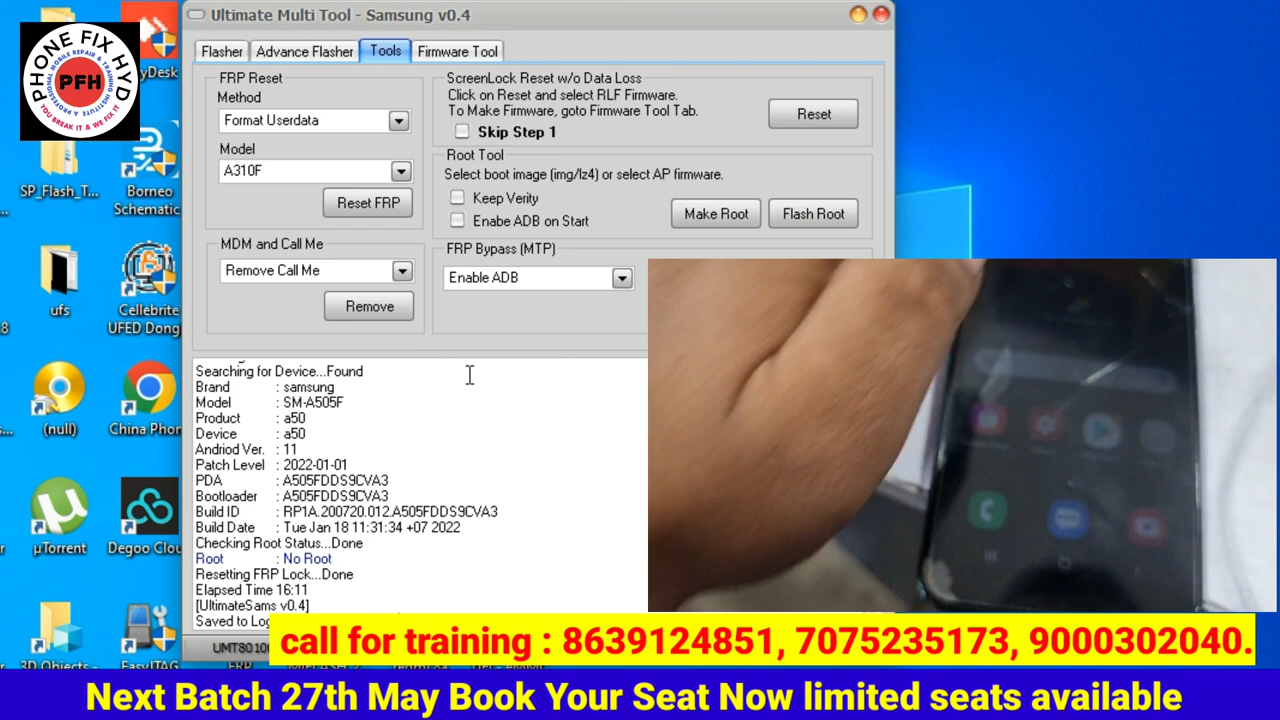 Ultimate Multi Tool - Samsung v0.4
PHONE FIX HYD
A PROFESSIONAL MOBILE REPAIR & TRAINING INSTITUTE
PFH
YOU BREAK IT & WE FIX IT
Flasher
Advance Flasher
Tools
Firmware Tool
FRP Reset
Method
Format Userdata
Model
A310F
Reset FRP
ScreenLock Reset w/o Data Loss
Click on Reset and select RLF Firmware.
To Make Firmware, goto Firmware Tool Tab.
Skip Step 1
Reset
Root Tool
Select boot image (img/lz4) or select AP firmware.
Keep Verity
Enabe ADB on Start
Make Root
Flash Root
MDM and Call Me
Remove Call Me
Remove
FRP Bypass (MTP)
Enable ADB
SP_Flash_T...
Borneo
Schematic
ufs
Cellebrite
UFED Dong
(null)
China Phon
µTorrent
Degoo Clou
3D Objects -
EasyJTAG
Searching for Device...Found
Brand : samsung
Model : SM-A505F
Product : a50
Device : a50
Andriod Ver. : 11
Patch Level : 2022-01-01
PDA : A505FDDS9CVA3
Bootloader : A505FDDS9CVA3
Build ID : RP1A.200720.012.A505FDDS9CVA3
Build Date : Tue Jan 18 11:31:34 +07 2022
Checking Root Status...Done
Root : No Root
Resetting FRP Lock...Done
Elapsed Time 16:11
[UltimateSams v0.4]
Saved to Log
call for training : 8639124851, 7075235173, 9000302040.
Next Batch 27th May Book Your Seat Now limited seats available